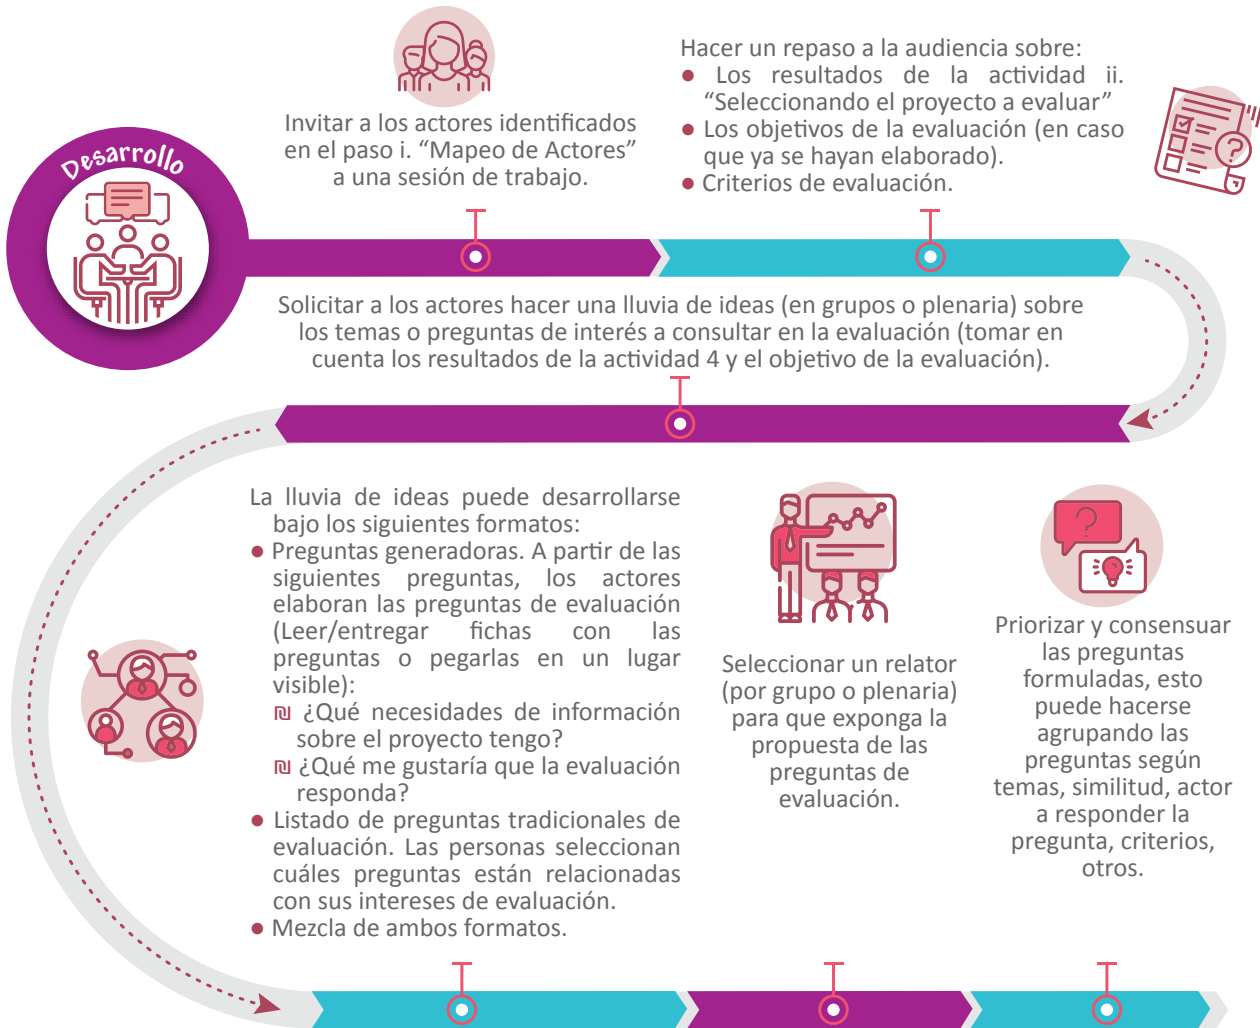 Desarrollo
Invitar a los actores identificados
en el paso i. “Mapeo de Actores”
a una sesión de trabajo.
Hacer un repaso a la audiencia sobre:
● Los resultados de la actividad ii.
“Seleccionando el proyecto a evaluar”
● Los objetivos de la evaluación (en caso
que ya se hayan elaborado).
● Criterios de evaluación.
Solicitar a los actores hacer una lluvia de ideas (en grupos o plenaria) sobre
los temas o preguntas de interés a consultar en la evaluación (tomar en
cuenta los resultados de la actividad 4 y el objetivo de la evaluación).
La lluvia de ideas puede desarrollarse
bajo los siguientes formatos:
● Preguntas generadoras. A partir de las
siguientes preguntas, los actores
elaboran las preguntas de evaluación
(Leer/entregar fichas con las
preguntas o pegarlas en un lugar
visible):
₪ ¿Qué necesidades de información
sobre el proyecto tengo?
₪ ¿Qué me gustaría que la evaluación
responda?
● Listado de preguntas tradicionales de
evaluación. Las personas seleccionan
cuáles preguntas están relacionadas
con sus intereses de evaluación.
● Mezcla de ambos formatos.
Seleccionar un relator
(por grupo o plenaria)
para que exponga la
propuesta de las
preguntas de
evaluación.
Priorizar y consensuar
las preguntas
formuladas, esto
puede hacerse
agrupando las
preguntas según
temas, similitud, actor
a responder la
pregunta, criterios,
otros.